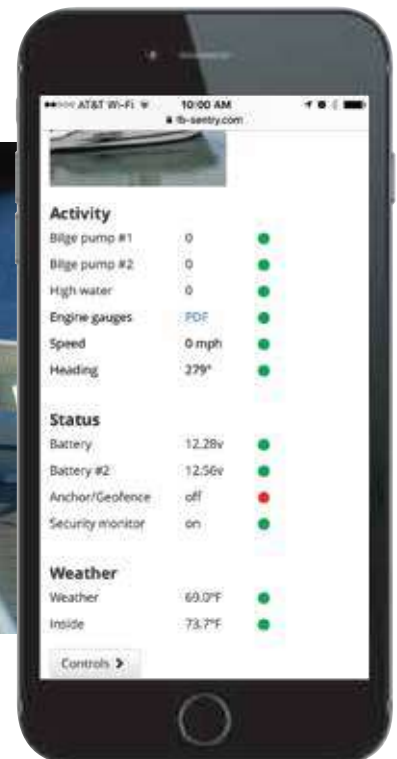 AT&T Wi-Fi 10:00 AM
fb-sentry.com
Activity
Bilge pump #1 0
Bilge pump #2 0
High water 0
Engine gauges PDF
Speed 0 mph
Heading 279°
Status
Battery 12.28v
Battery #2 12.56v
Anchor/Geofence off
Security monitor on
Weather
Weather 69.0°F
Inside 73.7°F
Controls >